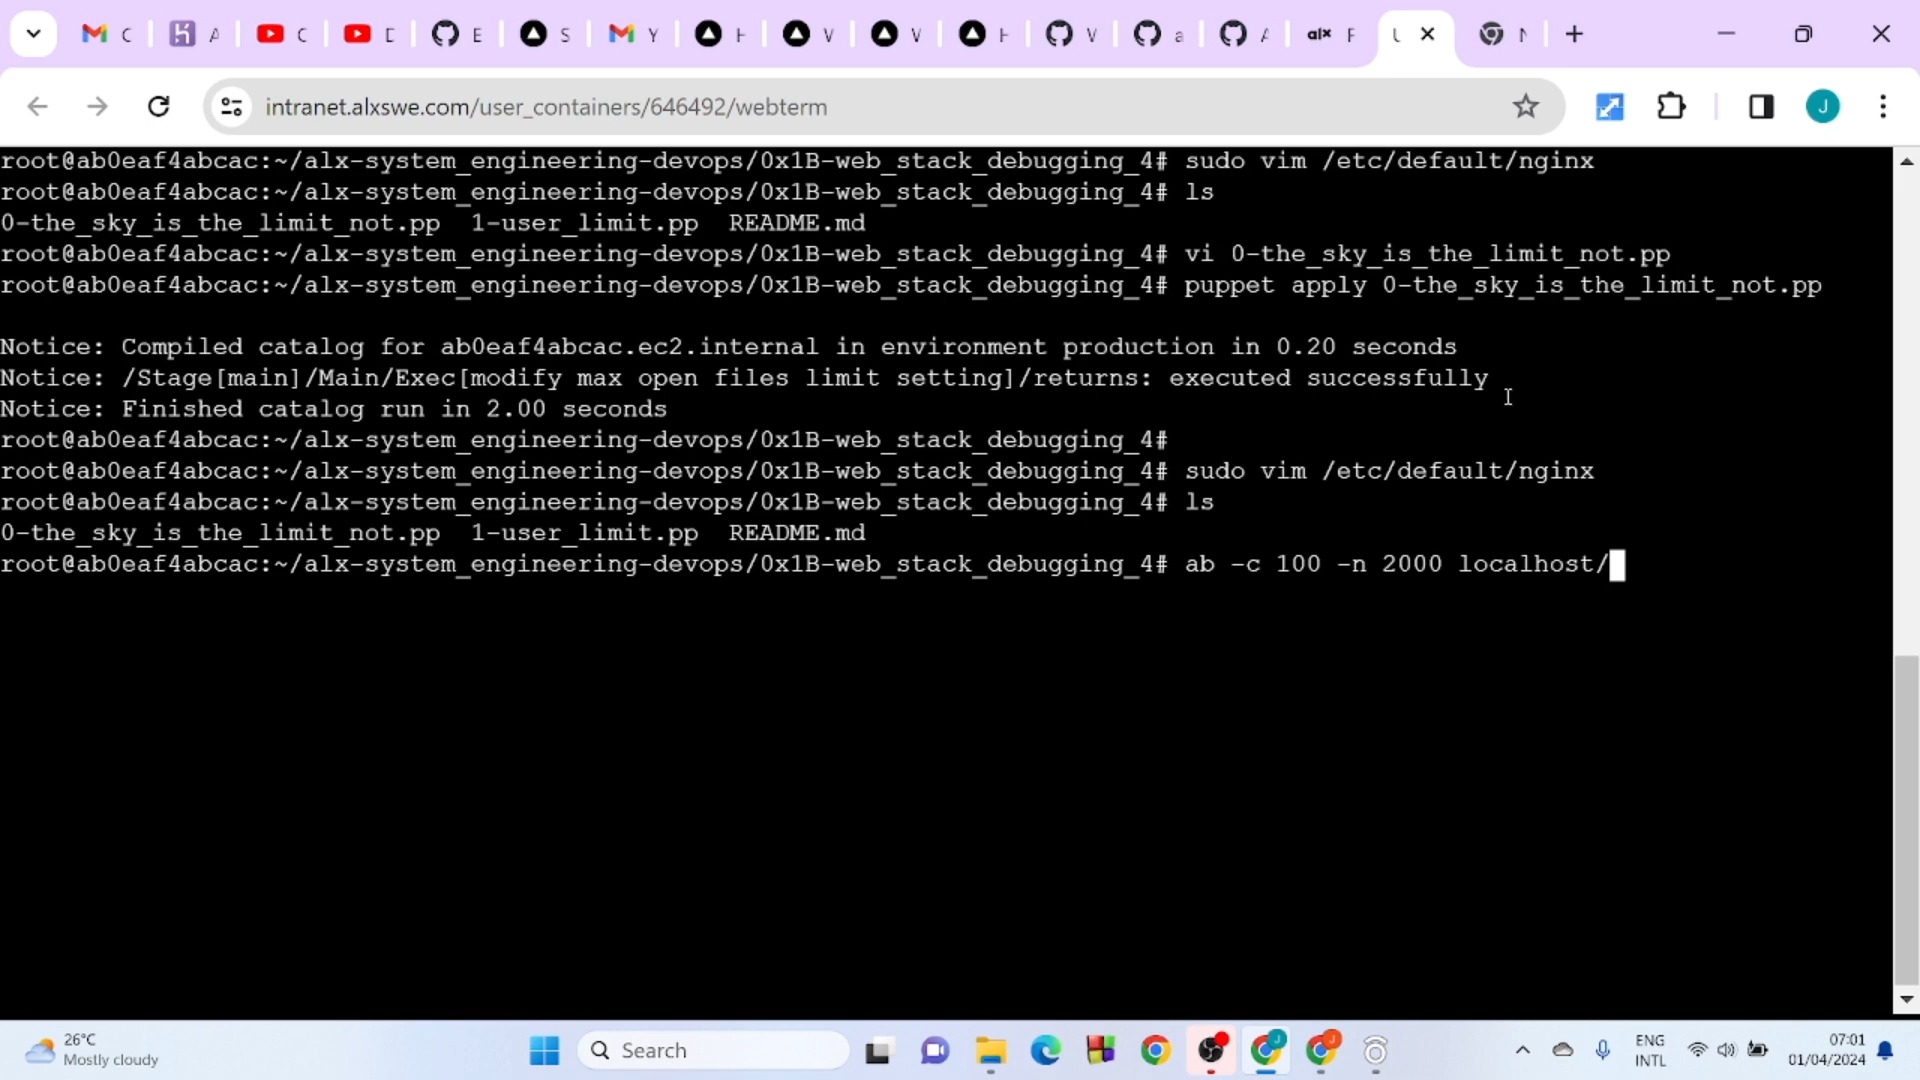 C
A
C
D
E
S
Y
H
V
V
H
V
a
A
alx F
U
N
intranet.alxswe.com/user_containers/646492/webterm
J
root@ab0eaf4abcac:~/alx-system_engineering-devops/0x1B-web_stack_debugging_4# sudo vim /etc/default/nginx
root@ab0eaf4abcac:~/alx-system_engineering-devops/0x1B-web_stack_debugging_4# ls
0-the_sky_is_the_limit_not.pp  1-user_limit.pp  README.md
root@ab0eaf4abcac:~/alx-system_engineering-devops/0x1B-web_stack_debugging_4# vi 0-the_sky_is_the_limit_not.pp
root@ab0eaf4abcac:~/alx-system_engineering-devops/0x1B-web_stack_debugging_4# puppet apply 0-the_sky_is_the_limit_not.pp
Notice: Compiled catalog for ab0eaf4abcac.ec2.internal in environment production in 0.20 seconds
Notice: /Stage[main]/Main/Exec[modify max open files limit setting]/returns: executed successfully
Notice: Finished catalog run in 2.00 seconds
root@ab0eaf4abcac:~/alx-system_engineering-devops/0x1B-web_stack_debugging_4#
root@ab0eaf4abcac:~/alx-system_engineering-devops/0x1B-web_stack_debugging_4# sudo vim /etc/default/nginx
root@ab0eaf4abcac:~/alx-system_engineering-devops/0x1B-web_stack_debugging_4# ls
0-the_sky_is_the_limit_not.pp  1-user_limit.pp  README.md
root@ab0eaf4abcac:~/alx-system_engineering-devops/0x1B-web_stack_debugging_4# ab -c 100 -n 2000 localhost/
26°C
Mostly cloudy
Search
ENG
INTL
07:01
01/04/2024